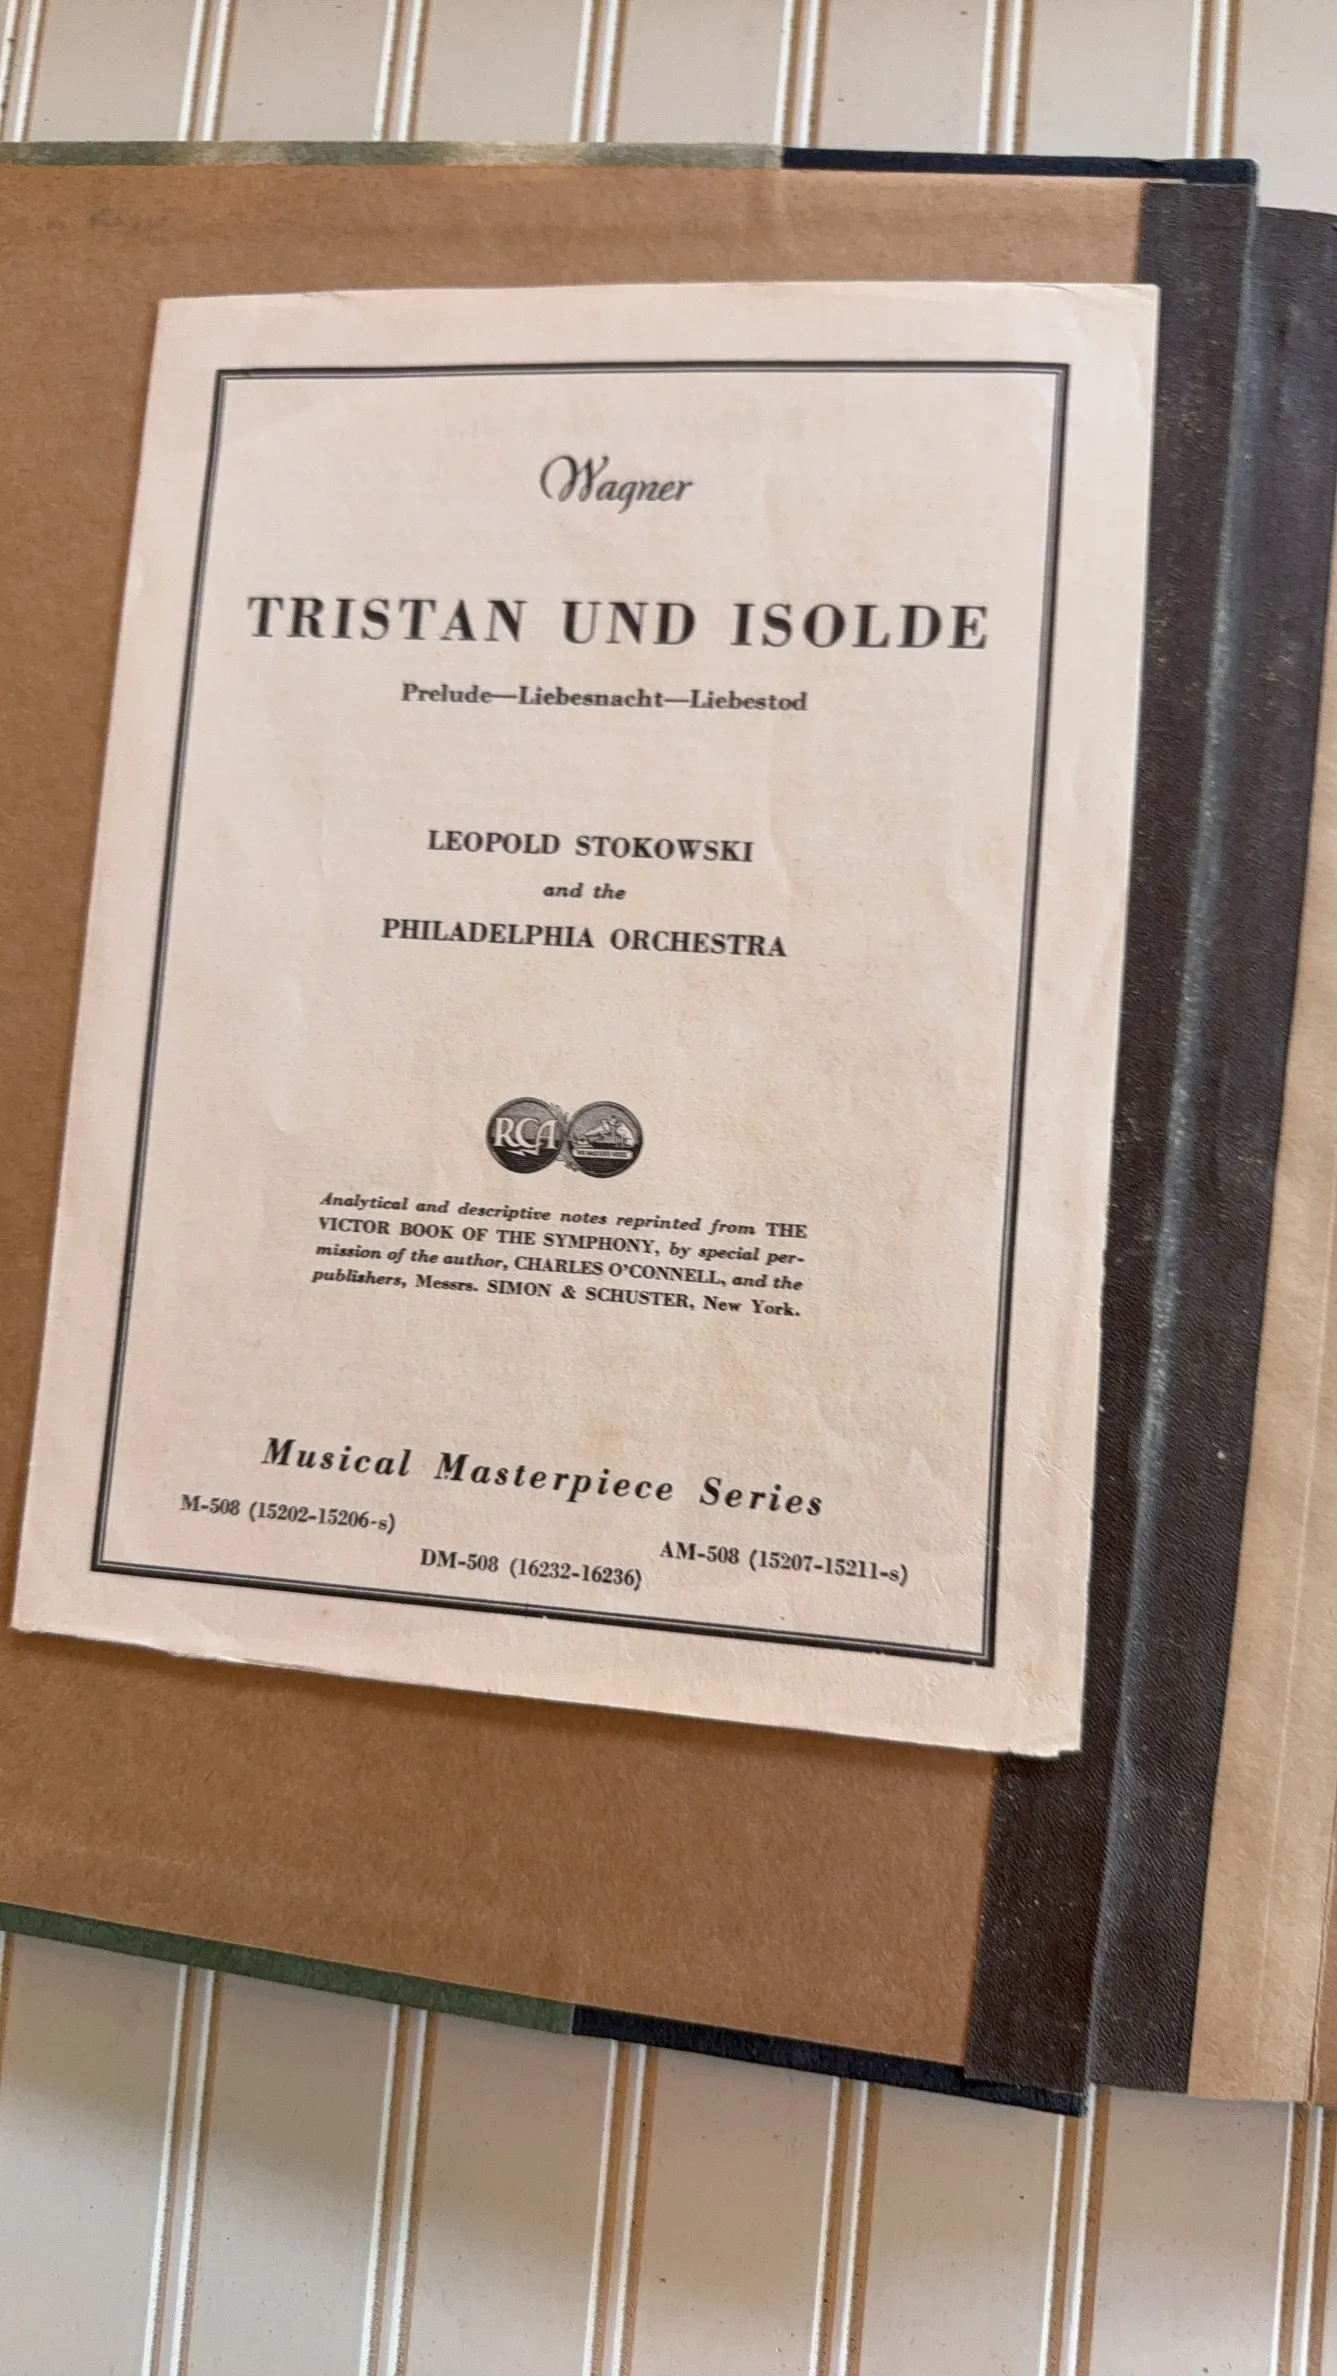 Wagner
TRISTAN UND ISOLDE
Prelude—Liebesnacht—Liebestod
LEOPOLD STOKOWSKI
and the
PHILADELPHIA ORCHESTRA
RCA
Analytical and descriptive notes reprinted from THE
VICTOR BOOK OF THE SYMPHONY, by special per-
mission of the author, CHARLES O'CONNELL, and the
publishers, Messrs. SIMON & SCHUSTER, New York.
Musical Masterpiece Series
M-508 (15202-15206-s)
DM-508 (16232-16236)
AM-508 (15207-15211-s)